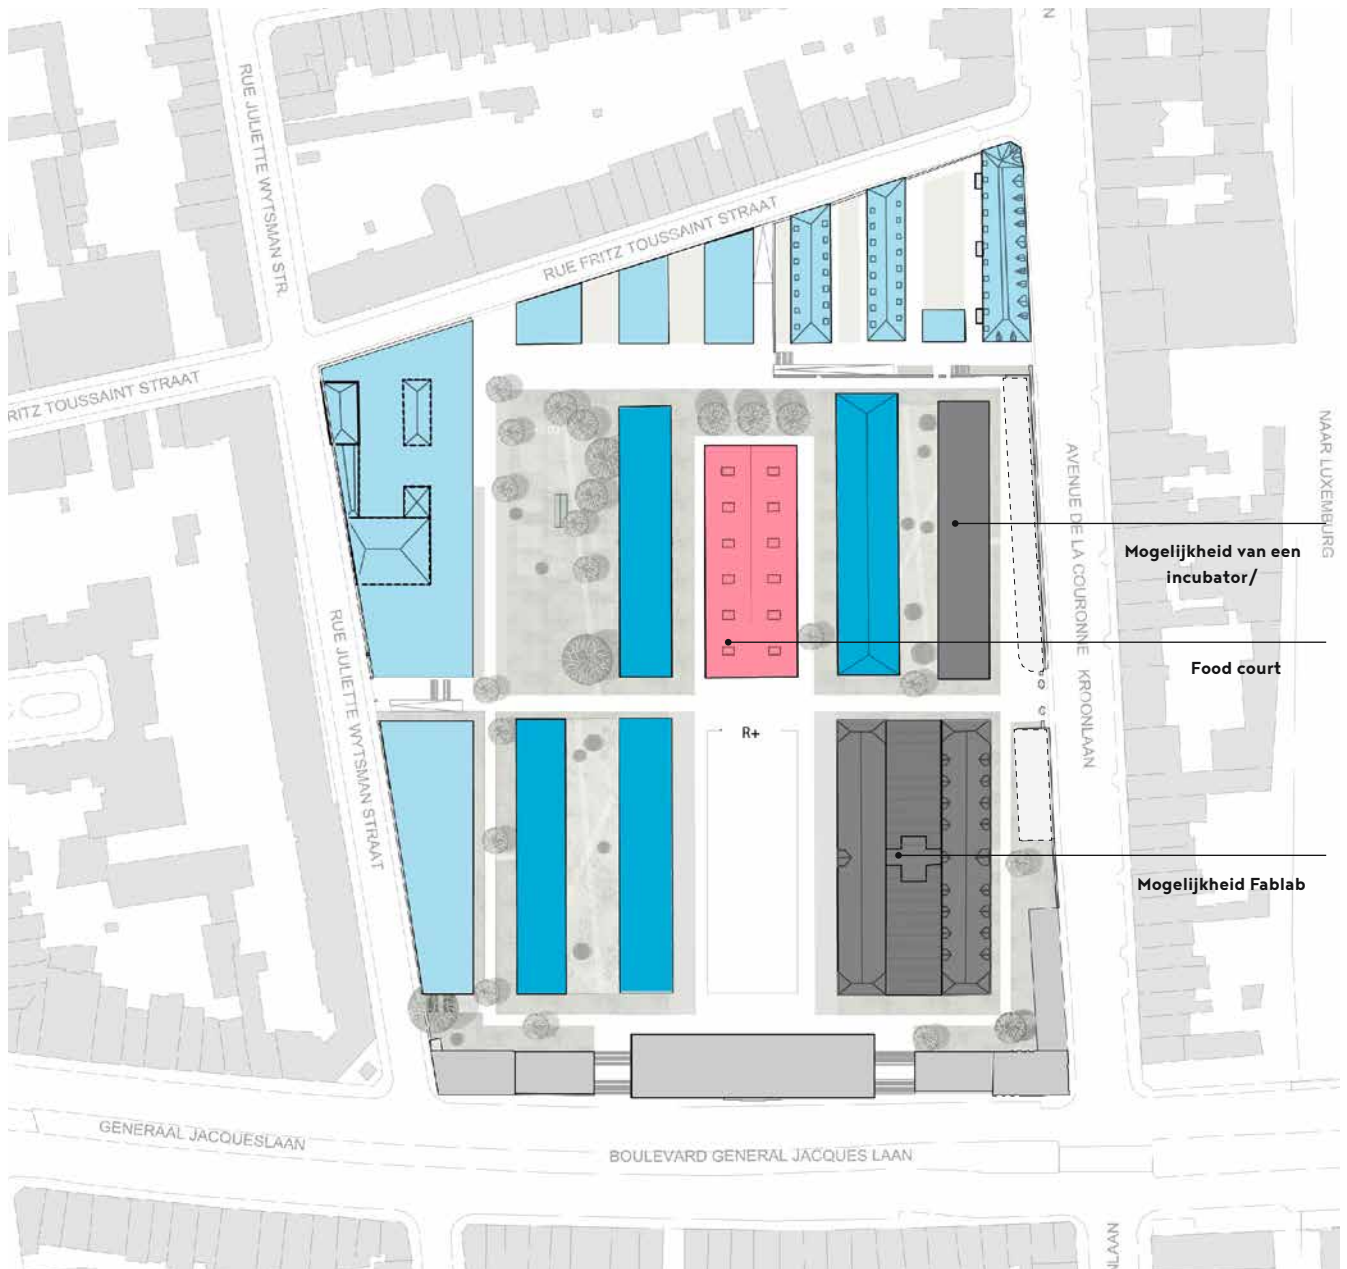 RUE JULIETTE WYTSMAN STR.
RUE FRITZ TOUSSAINT STRAAT
RITZ TOUSSAINT STRAAT
AVENUE DE LA COURONNE KROONLAAN
NAAR LUXEMBURG
Mogelijkheid van een
incubator/
Food court
RUE JULIETTE WYTSMAN STRAAT
R+
Mogelijkheid Fablab
GENERAAL JACQUESLAAN
BOULEVARD GENERAL JACQUES LAAN